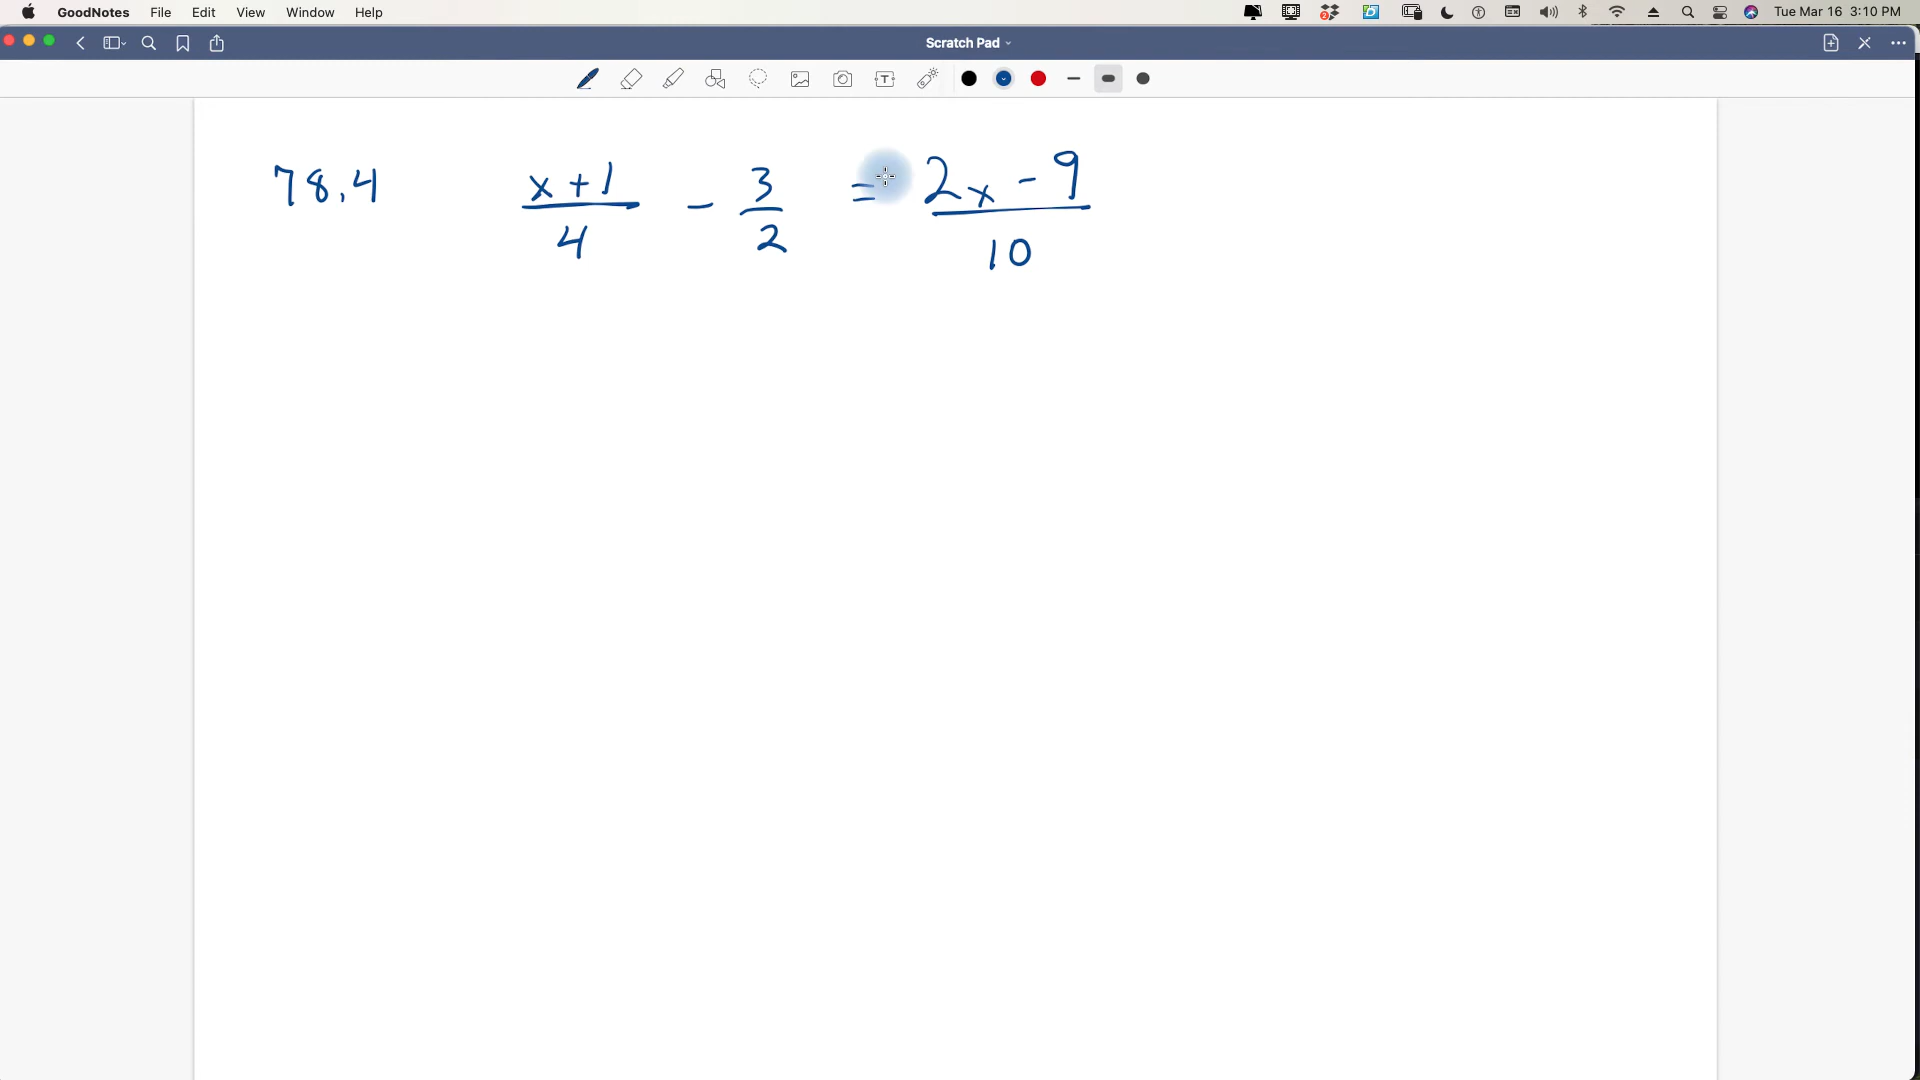 GoodNotes File Edit View Window Help Tue Mar 16 3:10 PM
Scratch Pad
78.4 x+1 3 2x-9
- =
4 2 10